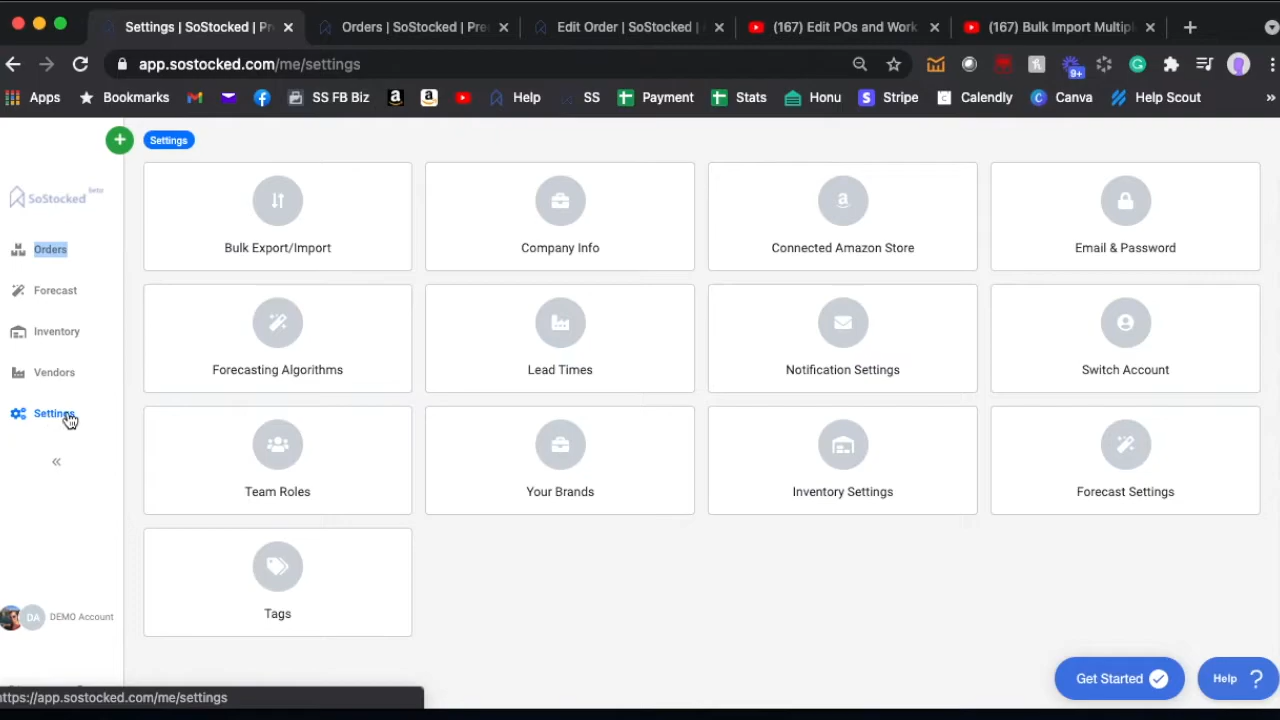 Settings | SoStocked | Pr
Orders | SoStocked | Pre
Edit Order | SoStocked |
(167) Edit POs and Work
(167) Bulk Import Multip
app.sostocked.com/me/settings
9+
Apps
Bookmarks
SS FB Biz
Help
SS
Payment
Stats
Honu
Stripe
Calendly
Canva
Help Scout
»
Settings
SoStocked Beta
Orders
Forecast
Inventory
Vendors
Settings
«
DA DEMO Account
Bulk Export/Import
Company Info
Connected Amazon Store
Email & Password
Forecasting Algorithms
Lead Times
Notification Settings
Switch Account
Team Roles
Your Brands
Inventory Settings
Forecast Settings
Tags
Get Started
Help ?
https://app.sostocked.com/me/settings